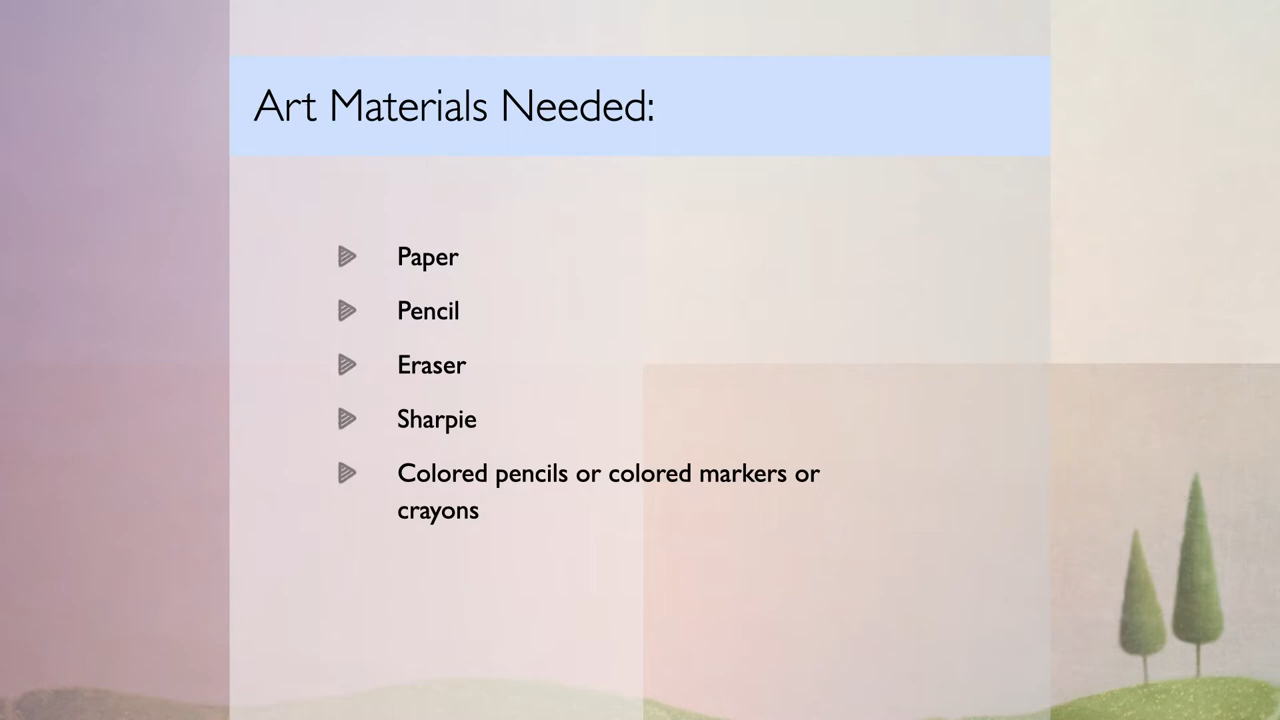 Art Materials Needed:
Paper
Pencil
Eraser
Sharpie
Colored pencils or colored markers or
crayons